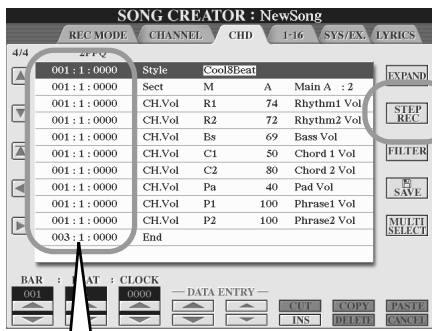 SONG CREATOR : NewSong
REC MODE CHANNEL CHD 1-16 SYS/EX. LYRICS
4/4 2PPQ
001 : 1 : 0000 Style Cool8Beat
001 : 1 : 0000 Sect M A Main A : 2
001 : 1 : 0000 CH.Vol R1 74 Rhythm1 Vol
001 : 1 : 0000 CH.Vol R2 72 Rhythm2 Vol
001 : 1 : 0000 CH.Vol Bs 69 Bass Vol
001 : 1 : 0000 CH.Vol C1 50 Chord 1 Vol
001 : 1 : 0000 CH.Vol C2 80 Chord 2 Vol
001 : 1 : 0000 CH.Vol Pa 40 Pad Vol
001 : 1 : 0000 CH.Vol P1 100 Phrase1 Vol
001 : 1 : 0000 CH.Vol P2 100 Phrase2 Vol
003 : 1 : 0000 End
EXPAND
STEP
REC
FILTER
SAVE
MULTI
SELECT
BAR : : CLOCK
001 0000 DATA ENTRY
CUT COPY PASTE
INS DELETE CANCEL